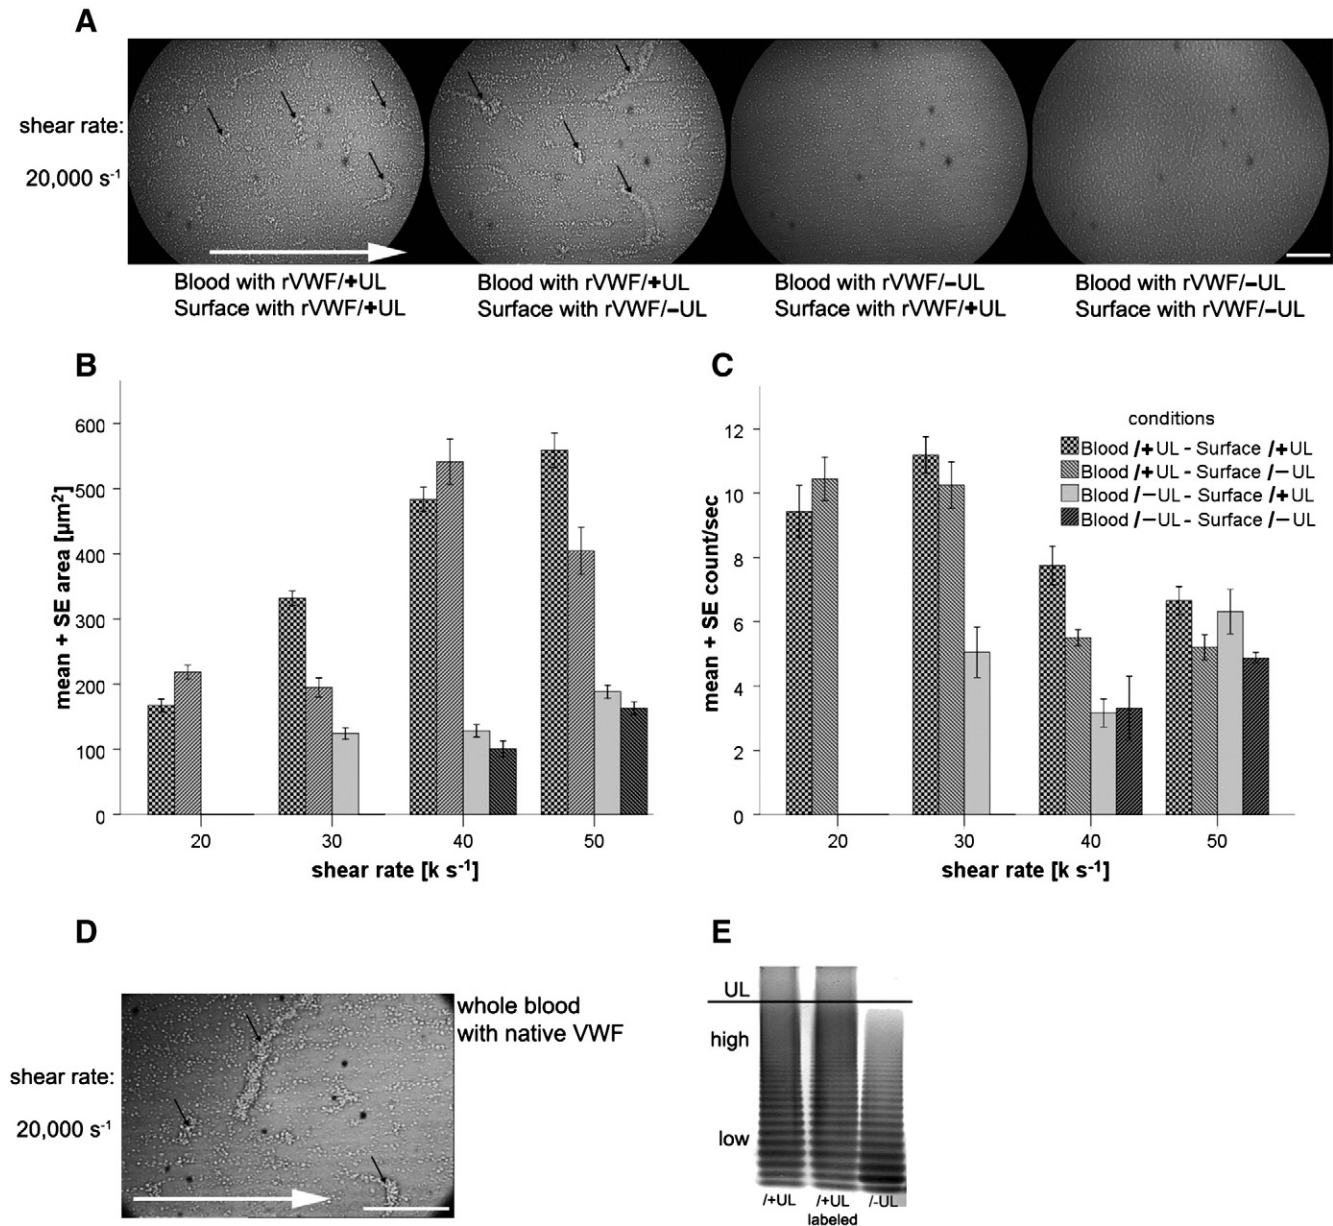 A
shear rate:
20,000 s-1
Blood with rVWF/+UL
Surface with rVWF/+UL
Blood with rVWF/+UL
Surface with rVWF/−UL
Blood with rVWF/−UL
Surface with rVWF/+UL
Blood with rVWF/−UL
Surface with rVWF/−UL
B
mean + SE area [µm²]
600
500
400
300
200
100
0
20
30
40
50
shear rate [k s-1]
C
mean + SE count/sec
12
10
8
6
4
2
0
20
30
40
50
shear rate [k s-1]
conditions
Blood /+UL - Surface /+UL
Blood /+UL - Surface /−UL
Blood /−UL - Surface /+UL
Blood /−UL - Surface /−UL
D
shear rate:
20,000 s-1
whole blood
with native VWF
E
UL
high
low
/+UL
/+UL
labeled
/-UL